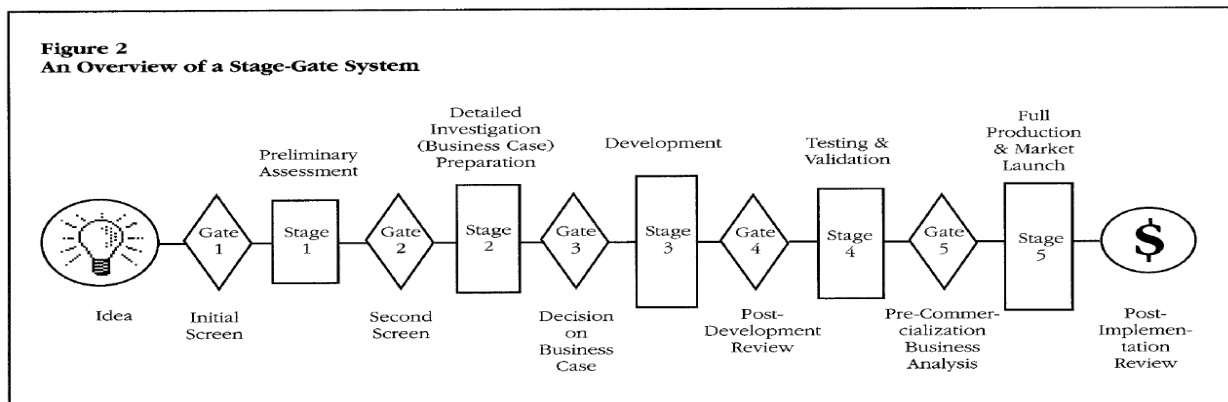 Figure 2
An Overview of a Stage-Gate System
Idea
Gate
1
Initial
Screen
Preliminary
Assessment
Stage
1
Gate
2
Second
Screen
Detailed
Investigation
(Business Case)
Preparation
Stage
2
Gate
3
Decision
on
Business
Case
Development
Stage
3
Gate
4
Post-
Development
Review
Testing &
Validation
Stage
4
Gate
5
Pre-Commer-
cialization
Business
Analysis
Full
Production
& Market
Launch
Stage
5
$
Post-
Implemen-
tation
Review